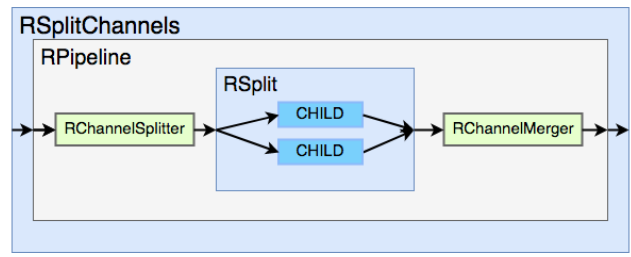 RSplitChannels
RPipeline
RSplit
CHILD
RChannelSplitter
RChannelMerger
CHILD